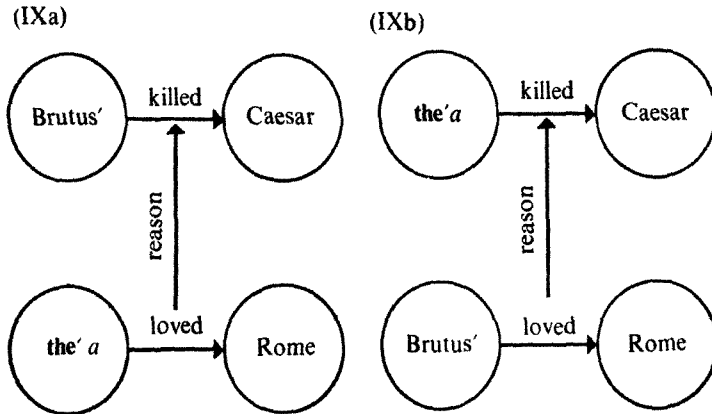 (IXa)
(IXb)
killed
Brutus′
Caesar
reason
loved
the′ a
Rome
killed
the′a
Caesar
reason
loved
Brutus′
Rome